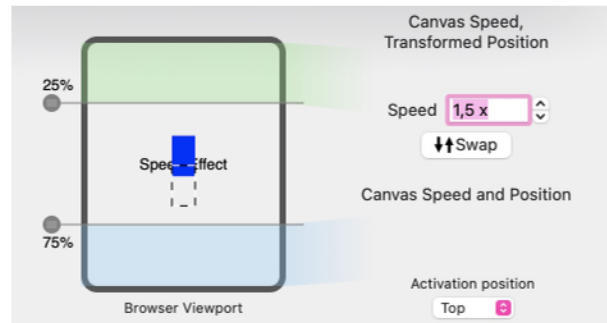 Canvas Speed,
Transformed Position
25%
Speed 1,5 x
Swap
Canvas Speed and Position
75%
Activation position
Browser Viewport
Top